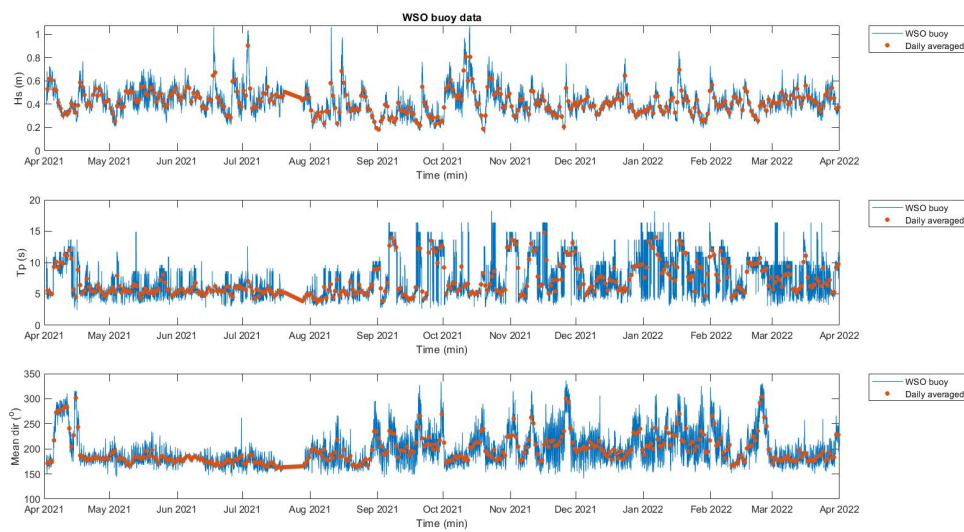 WSO buoy data
1
0.8
0.6
0.4
0.2
0
Hs (m)
Apr 2021 May 2021 Jun 2021 Jul 2021 Aug 2021 Sep 2021 Oct 2021 Nov 2021 Dec 2021 Jan 2022 Feb 2022 Mar 2022 Apr 2022
Time (min)
WSO buoy
Daily averaged
20
15
10
5
0
Tp (s)
Apr 2021 May 2021 Jun 2021 Jul 2021 Aug 2021 Sep 2021 Oct 2021 Nov 2021 Dec 2021 Jan 2022 Feb 2022 Mar 2022 Apr 2022
Time (min)
WSO buoy
Daily averaged
350
300
250
200
150
100
Mean dir (°)
Apr 2021 May 2021 Jun 2021 Jul 2021 Aug 2021 Sep 2021 Oct 2021 Nov 2021 Dec 2021 Jan 2022 Feb 2022 Mar 2022 Apr 2022
Time (min)
WSO buoy
Daily averaged